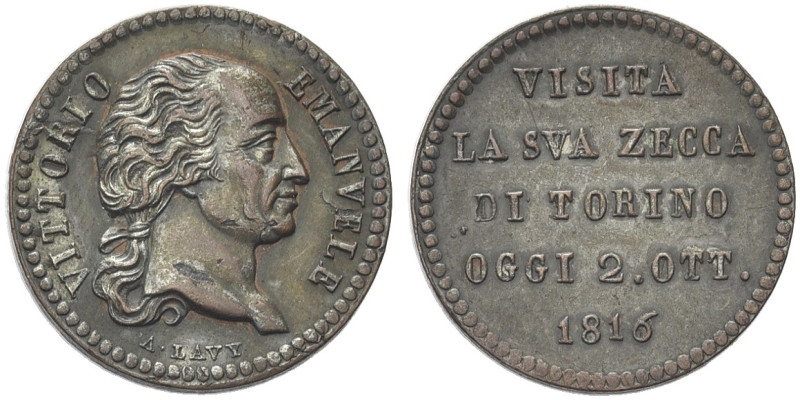 VITTORIO EMANVELE
A. LAVY
VISITA
LA SVA ZECCA
DI TORINO
OGGI 2. OTT.
1816